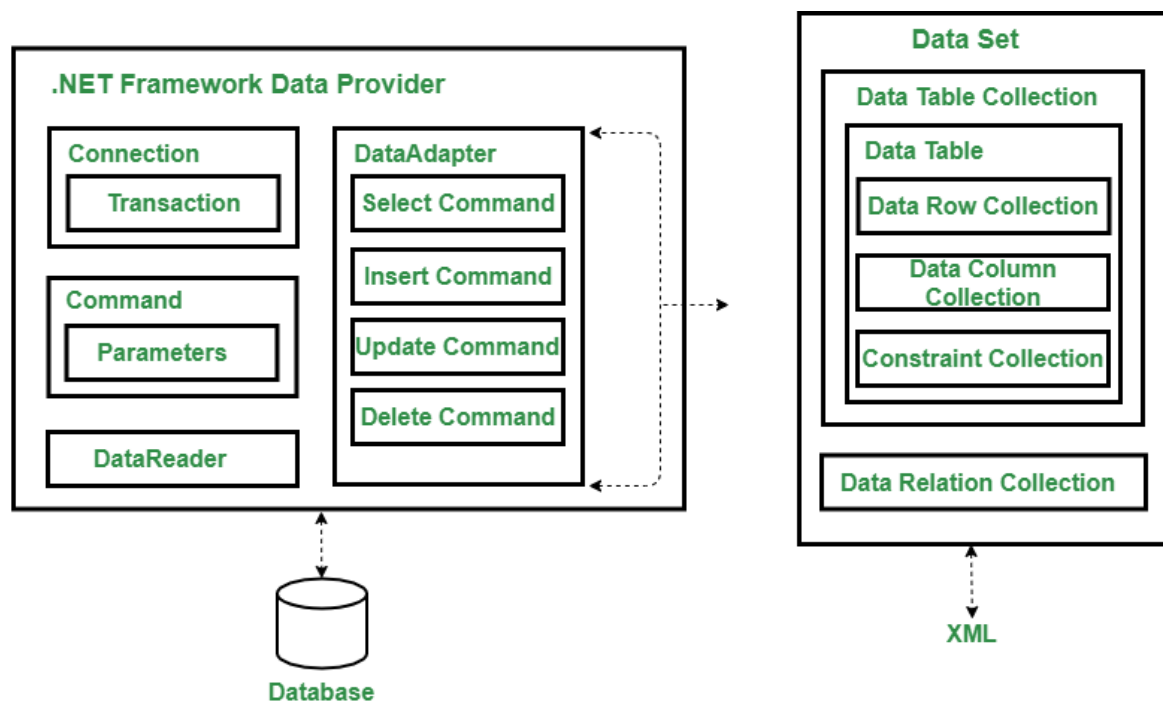 .NET Framework Data Provider
Connection
Transaction
Command
Parameters
DataReader
DataAdapter
Select Command
Insert Command
Update Command
Delete Command
Database
Data Set
Data Table Collection
Data Table
Data Row Collection
Data Column
Collection
Constraint Collection
Data Relation Collection
XML